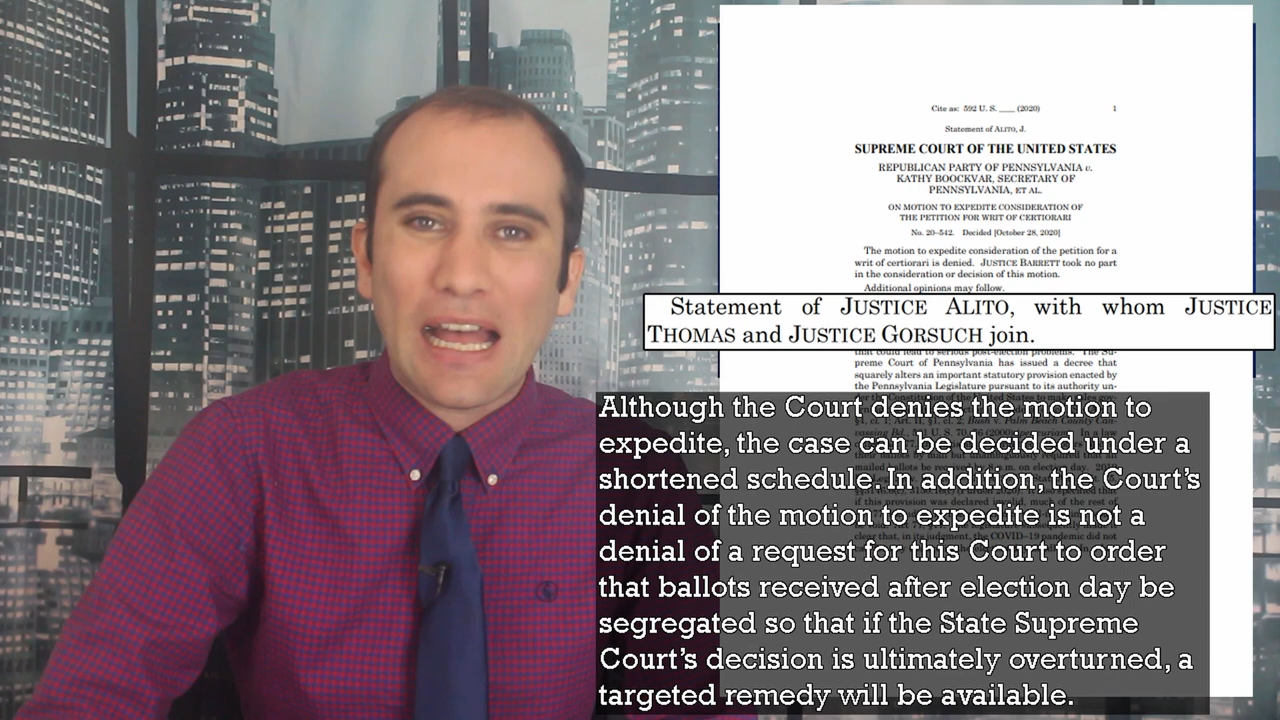 Cite as: 592 U. S. ____ (2020) 1
Statement of ALITO, J.
SUPREME COURT OF THE UNITED STATES
REPUBLICAN PARTY OF PENNSYLVANIA v.
KATHY BOOCKVAR, SECRETARY OF
PENNSYLVANIA, ET AL.
ON MOTION TO EXPEDITE CONSIDERATION OF
THE PETITION FOR WRIT OF CERTIORARI
No. 20–542. Decided [October 28, 2020]
The motion to expedite consideration of the petition for a
writ of certiorari is denied. JUSTICE BARRETT took no part
in the consideration or decision of this motion.
Additional opinions may follow.
Statement of JUSTICE ALITO, with whom JUSTICE
THOMAS and JUSTICE GORSUCH join.
that could lead to serious post-election problems. The Su-
preme Court of Pennsylvania has issued a decree that
squarely alters an important statutory provision enacted by
the Pennsylvania Legislature pursuant to its authority un-
Although the Court denies the motion to
expedite, the case can be decided under a
shortened schedule. In addition, the Court's
denial of the motion to expedite is not a
denial of a request for this Court to order
that ballots received after election day be
segregated so that if the State Supreme
Court's decision is ultimately overturned, a
targeted remedy will be available.